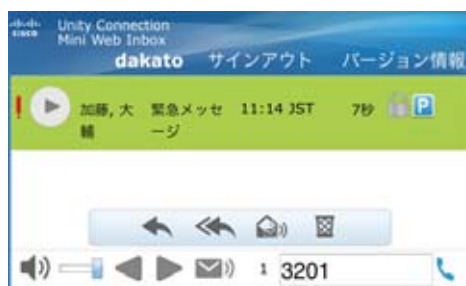 CISCO
Unity Connection
Mini Web Inbox
dakato サインアウト バージョン情報
! 加藤, 大輔 緊急メッセージ 11:14 JST 7秒 P
1 3201